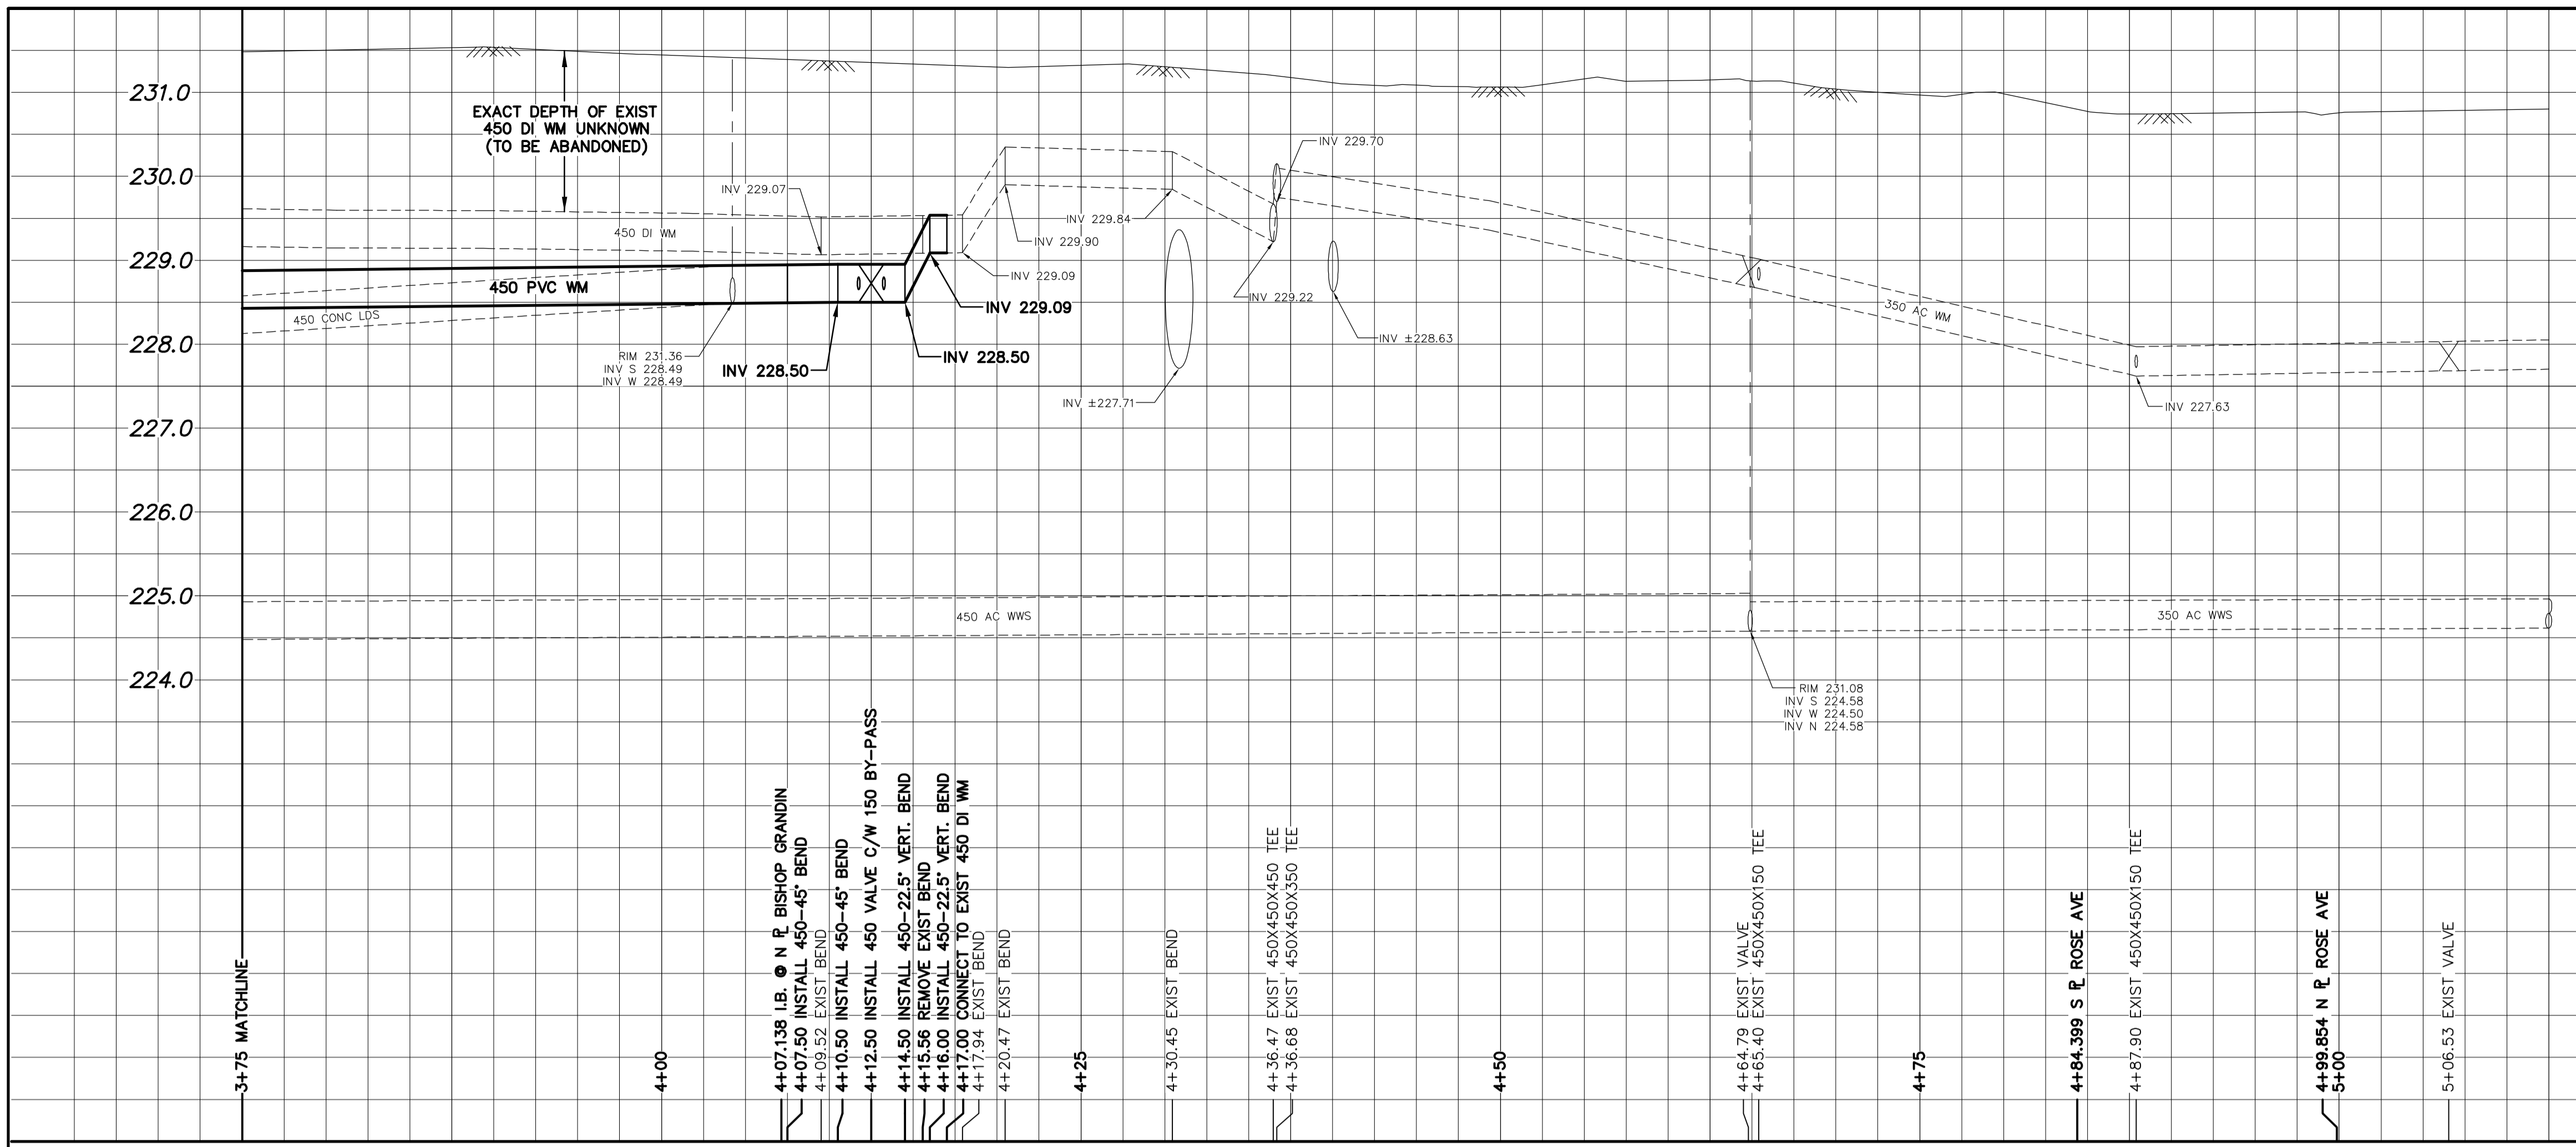 231.0
230.0
229.0
228.0
227.0
226.0
225.0
224.0
EXACT DEPTH OF EXIST
450 DI WM UNKNOWN
(TO BE ABANDONED)
450 DI WM
INV 229.07
450 PVC WM
450 CONC LDS
RIM 231.36
INV S 228.49
INV W 228.49
INV 228.50
INV 228.50
INV 229.09
INV 229.09
INV 229.90
INV 229.84
INV ±227.71
INV 229.22
INV 229.70
INV ±228.63
350 AC WM
INV 227.63
450 AC WWS
350 AC WWS
RIM 231.08
INV S 224.58
INV W 224.50
INV N 224.58
3+75 MATCHLINE
4+00
4+07.138 I.B. @ N PL BISHOP GRANDIN
4+07.50 INSTALL 450-45° BEND
4+09.52 EXIST BEND
4+10.50 INSTALL 450-45° BEND
4+12.50 INSTALL 450 VALVE C/W 150 BY-PASS
4+14.50 INSTALL 450-22.5° VERT. BEND
4+15.56 REMOVE EXIST BEND
4+16.00 INSTALL 450-22.5° VERT. BEND
4+17.00 CONNECT TO EXIST 450 DI WM
4+17.94 EXIST BEND
4+20.47 EXIST BEND
4+25
4+30.45 EXIST BEND
4+36.47 EXIST 450X450X450 TEE
4+36.68 EXIST 450X450X350 TEE
4+50
4+64.79 EXIST VALVE
4+65.40 EXIST 450X450X150 TEE
4+75
4+84.399 S PL ROSE AVE
4+87.90 EXIST 450X450X150 TEE
4+99.854 N PL ROSE AVE
5+00
5+06.53 EXIST VALVE